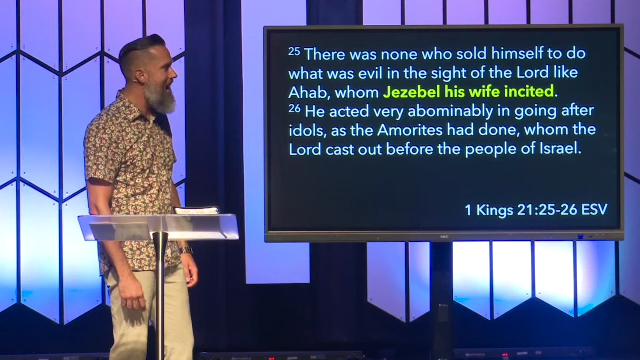 25 There was none who sold himself to do
what was evil in the sight of the Lord like
Ahab, whom Jezebel his wife incited.
26 He acted very abominably in going after
idols, as the Amorites had done, whom the
Lord cast out before the people of Israel.
1 Kings 21:25-26 ESV
NEC